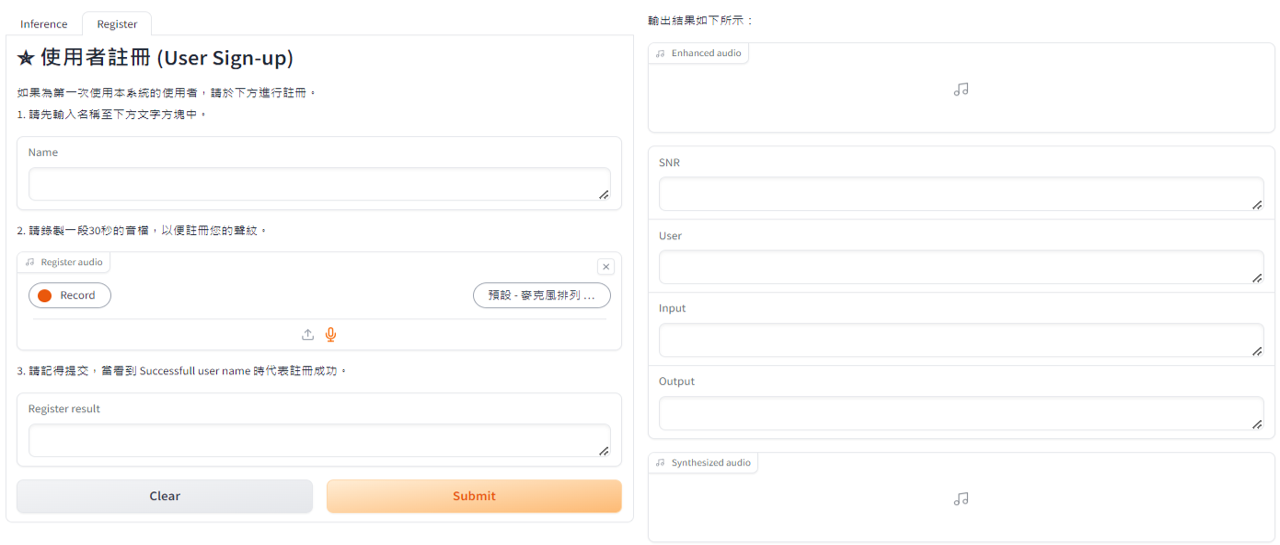 Inference
Register
✯ 使用者註冊 (User Sign-up)
如果為第一次使用本系統的使用者，請於下方進行註冊。
1. 請先輸入名稱至下方文字方塊中。
Name
2. 請錄製一段30秒的音檔，以便註冊您的聲紋。
Register audio
Record
預設 - 麥克風排列 ...
3. 請記得提交，當看到 Successfull user name 時代表註冊成功。
Register result
Clear
Submit
輸出結果如下所示：
Enhanced audio
SNR
User
Input
Output
Synthesized audio